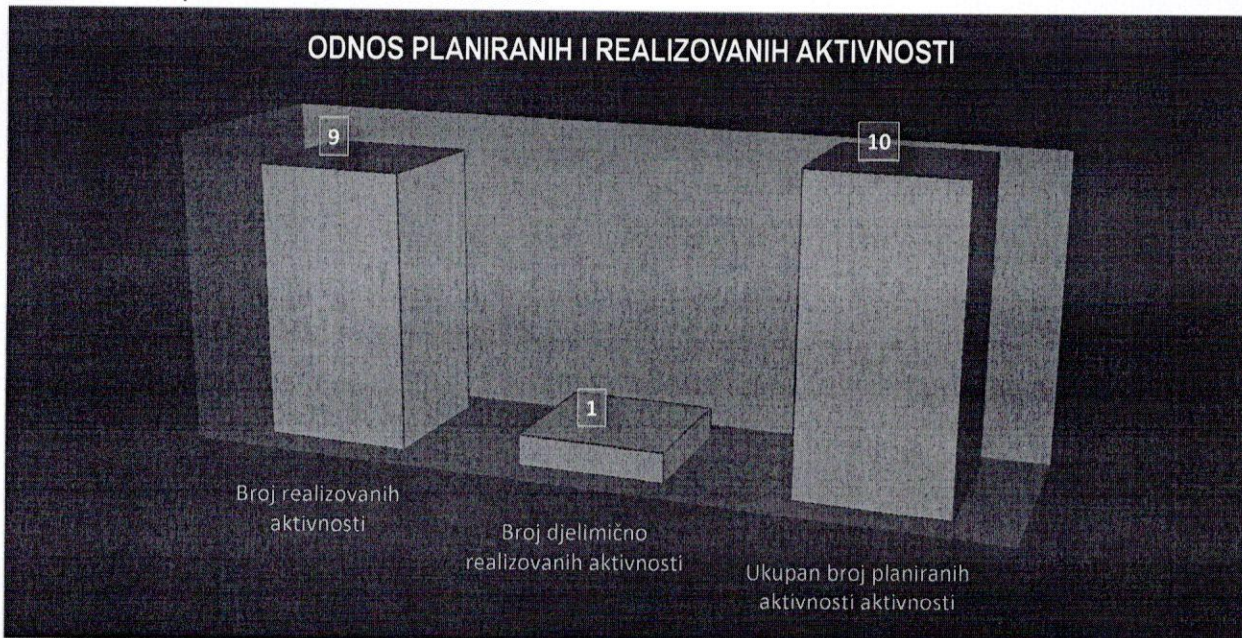 ODNOS PLANIRANIH I REALIZOVANIH AKTIVNOSTI
9
10
1
Broj realizovanih
aktivnosti
Broj djelimično
realizovanih aktivnosti
Ukupan broj planiranih
aktivnosti aktivnosti